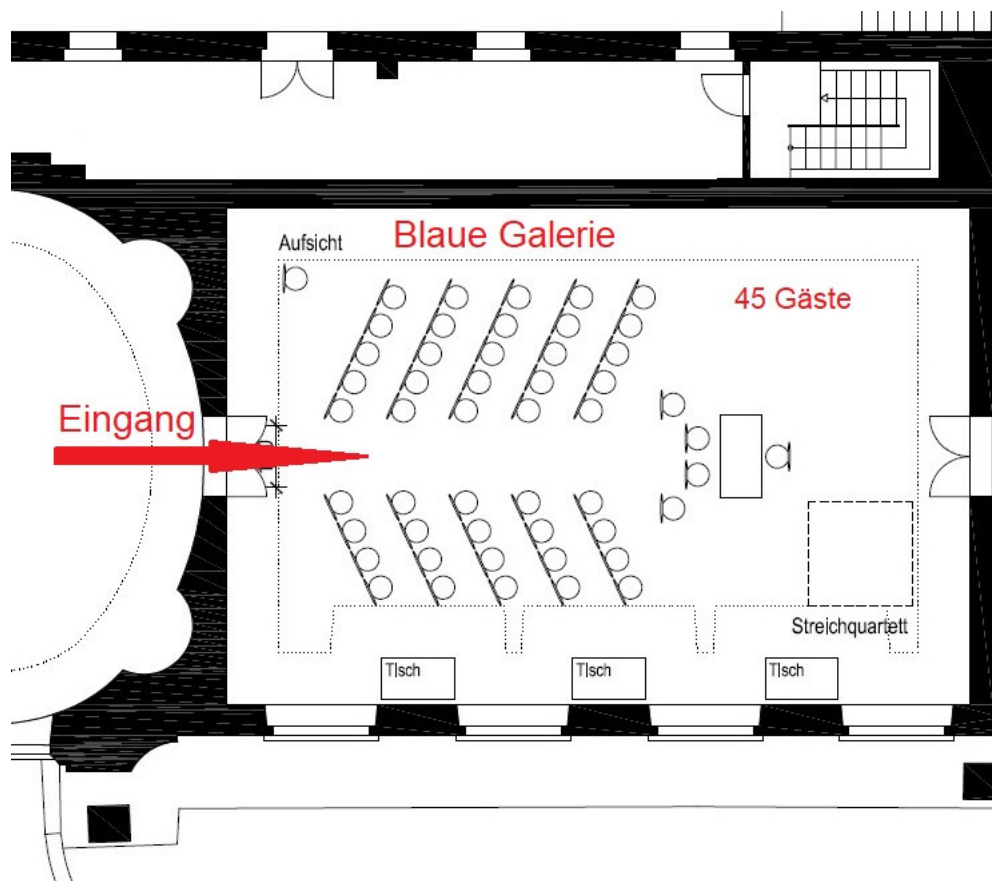 Blaue Galerie
Aufsicht
45 Gäste
Eingang
Streichquartett
Tisch
Tisch
Tisch